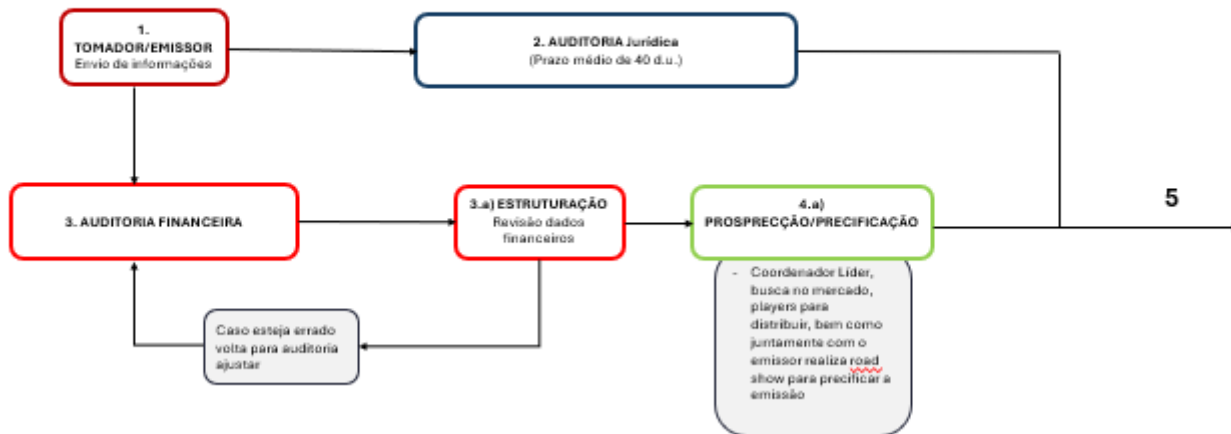 1.
TOMADOR/EMISSOR
Envio de informações
2. AUDITORIA Jurídica
(Prazo médio de 40 d.u.)
3. AUDITORIA FINANCEIRA
3.a) ESTRUTURAÇÃO
Revisão dados
financeiros
4.a)
PROSPRECÇÃO/PRECIFICAÇÃO
5
- Coordenador Líder,
busca no mercado,
players para
distribuir, bem como
juntamente com o
emissor realiza road
show para precificar a
emissão
Caso esteja errado
volta para auditoria
ajustar